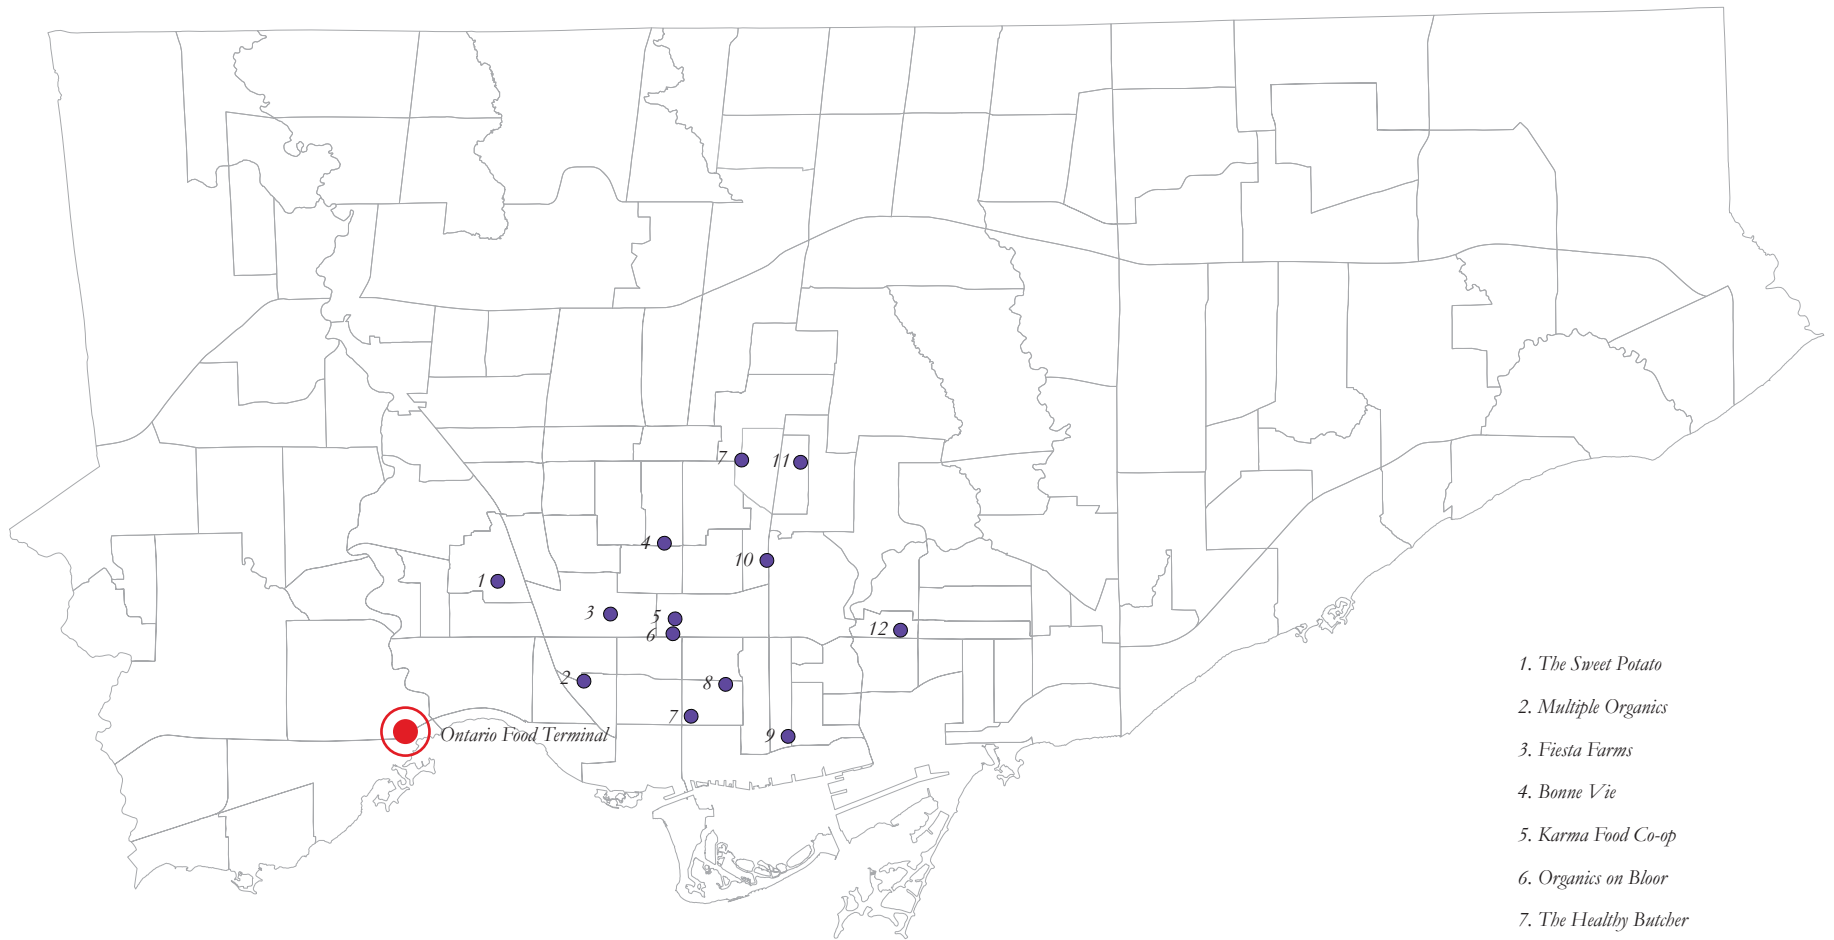 7
11
4
10
1
3
5
6
12
2
8
7
9
Ontario Food Terminal
1. The Sweet Potato
2. Multiple Organics
3. Fiesta Farms
4. Bonne Vie
5. Karma Food Co-op
6. Organics on Bloor
7. The Healthy Butcher